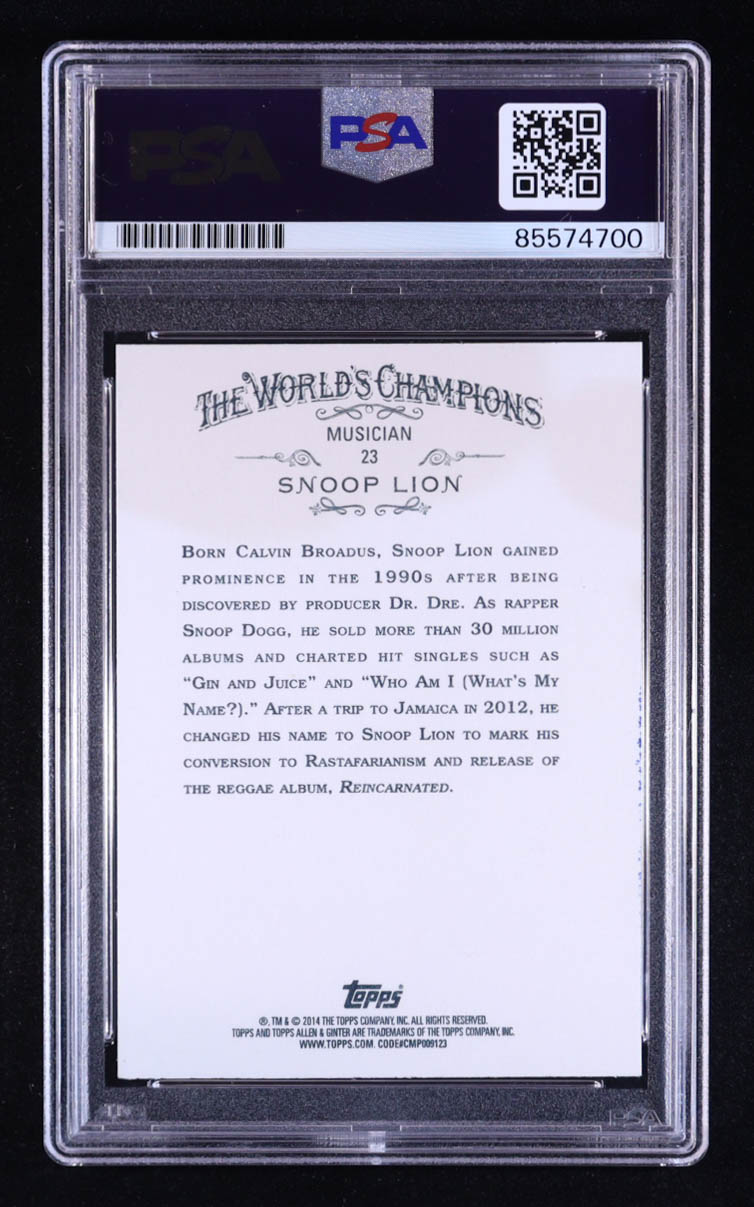 PSA
PSA
85574700
THE WORLD'S CHAMPIONS
MUSICIAN
23
SNOOP LION
BORN CALVIN BROADUS, SNOOP LION GAINED
PROMINENCE IN THE 1990S AFTER BEING
DISCOVERED BY PRODUCER DR. DRE. AS RAPPER
SNOOP DOGG, HE SOLD MORE THAN 30 MILLION
ALBUMS AND CHARTED HIT SINGLES SUCH AS
“GIN AND JUICE” AND “WHO AM I (WHAT'S MY
NAME?).” AFTER A TRIP TO JAMAICA IN 2012, HE
CHANGED HIS NAME TO SNOOP LION TO MARK HIS
CONVERSION TO RASTAFARIANISM AND RELEASE OF
THE REGGAE ALBUM, REINCARNATED.
Topps
®, TM & © 2014 THE TOPPS COMPANY, INC. ALL RIGHTS RESERVED.
TOPPS AND TOPPS ALLEN & GINTER ARE TRADEMARKS OF THE TOPPS COMPANY, INC.
WWW.TOPPS.COM. CODE#CMP009123
PSA